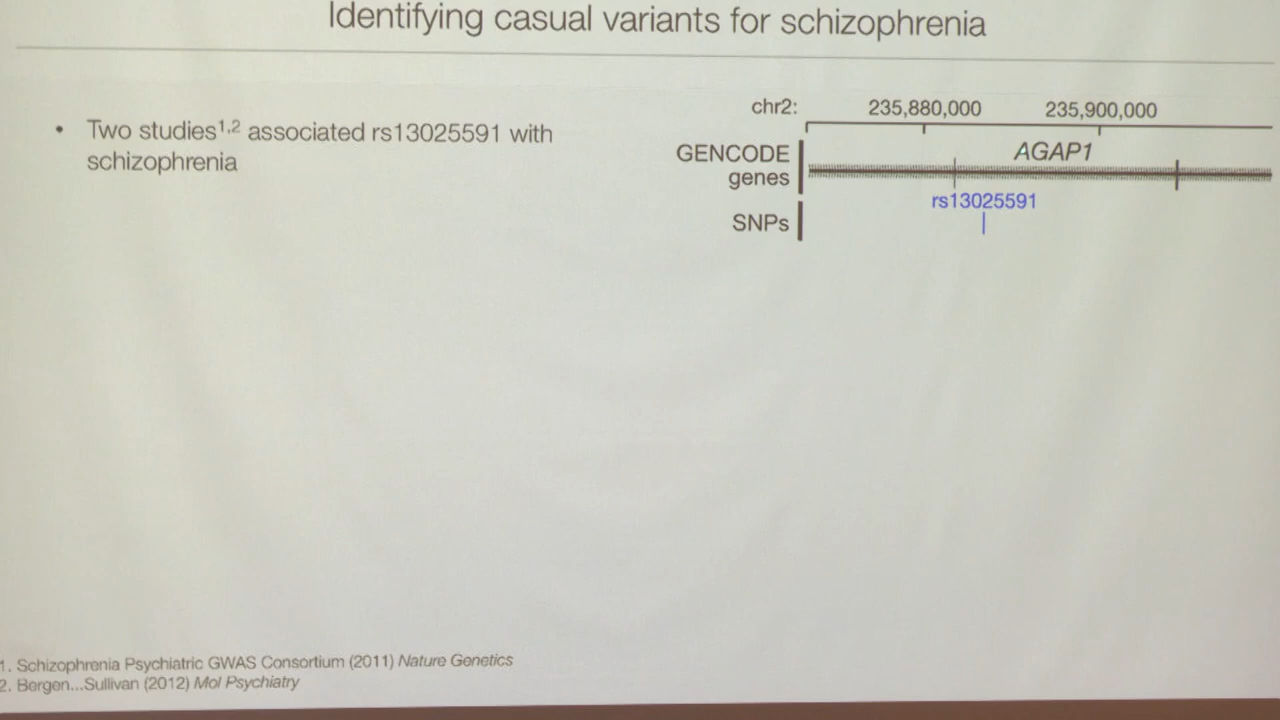 Identifying casual variants for schizophrenia
• Two studies1,2 associated rs13025591 with
schizophrenia
chr2: 235,880,000 235,900,000
GENCODE
genes
AGAP1
rs13025591
SNPs
1. Schizophrenia Psychiatric GWAS Consortium (2011) Nature Genetics
2. Bergen...Sullivan (2012) Mol Psychiatry